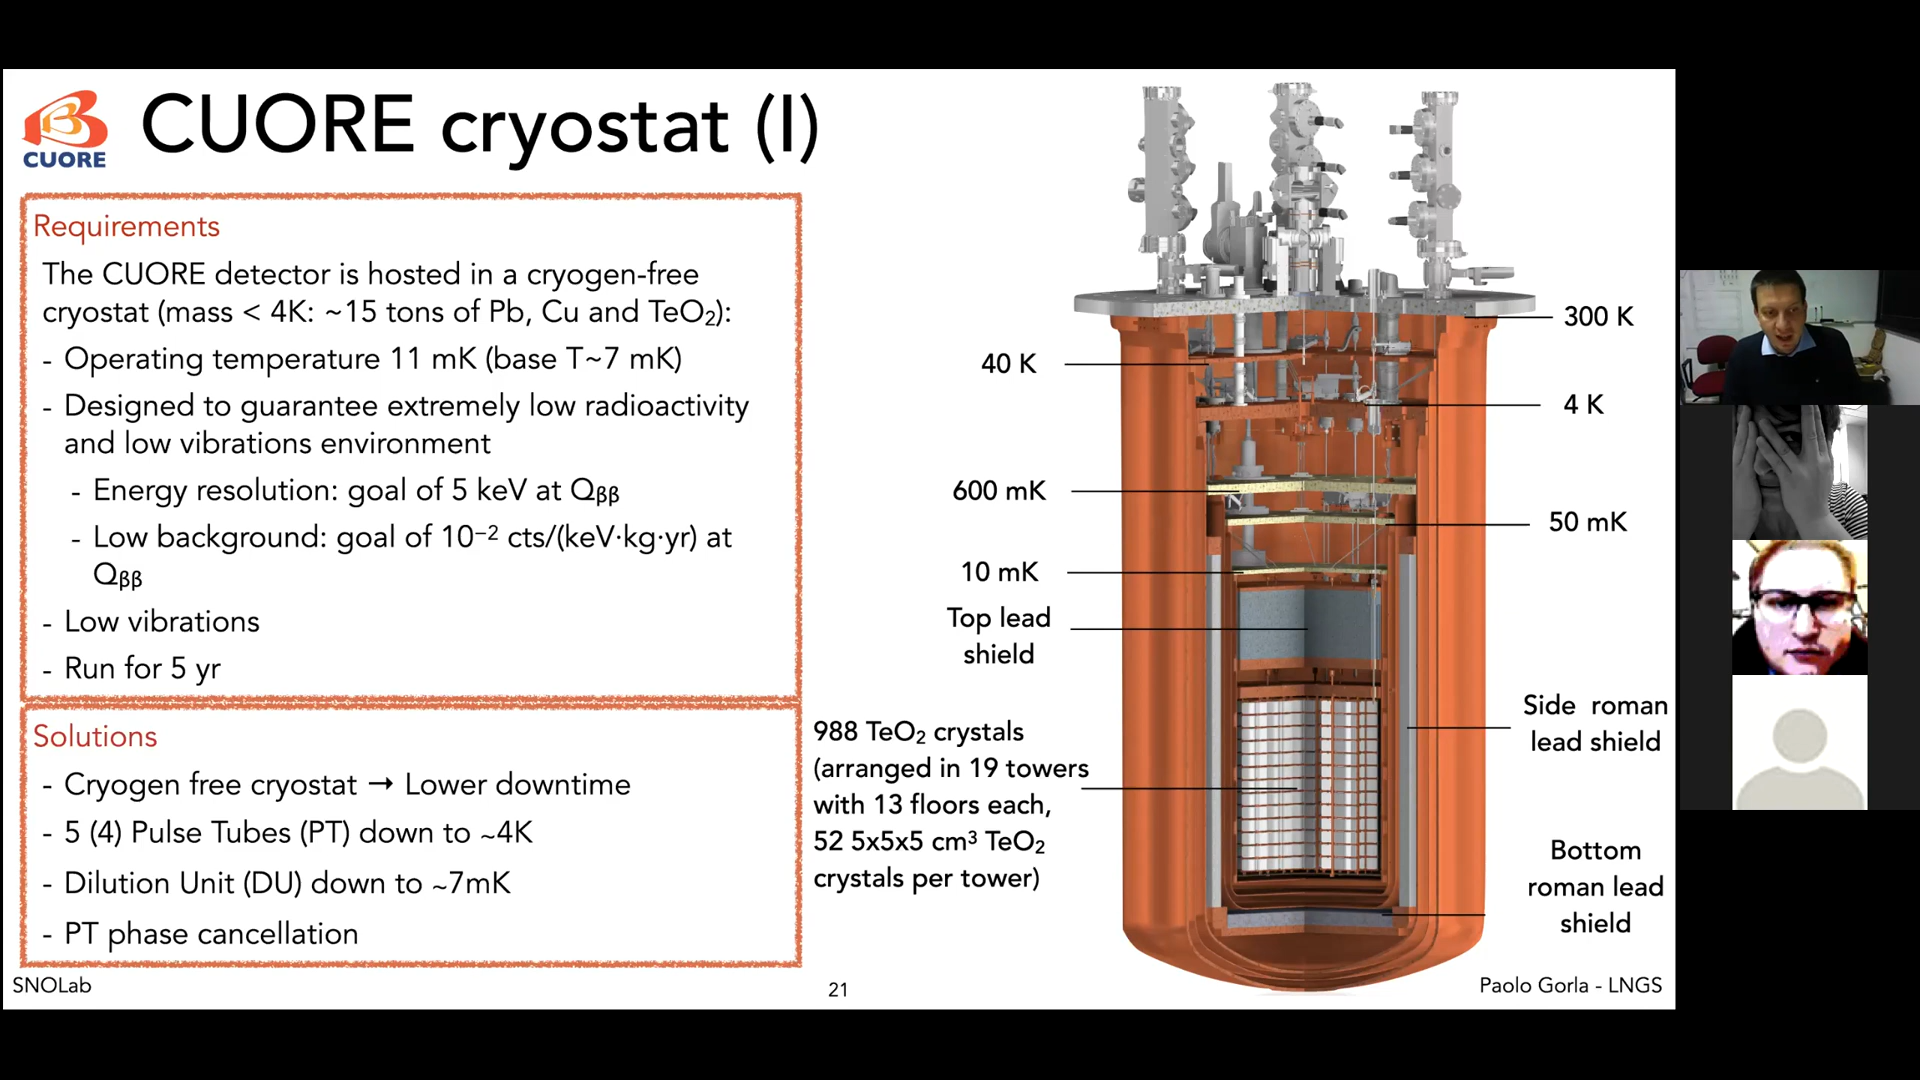 CUORE
CUORE cryostat (I)
Requirements
The CUORE detector is hosted in a cryogen-free
cryostat (mass < 4K: ~15 tons of Pb, Cu and TeO₂):
- Operating temperature 11 mK (base T~7 mK)
- Designed to guarantee extremely low radioactivity
and low vibrations environment
- Energy resolution: goal of 5 keV at Qββ
- Low background: goal of 10⁻² cts/(keV·kg·yr) at
Qββ
- Low vibrations
- Run for 5 yr
Solutions
- Cryogen free cryostat → Lower downtime
- 5 (4) Pulse Tubes (PT) down to ~4K
- Dilution Unit (DU) down to ~7mK
- PT phase cancellation
300 K
40 K
4 K
600 mK
50 mK
10 mK
Top lead
shield
988 TeO₂ crystals
(arranged in 19 towers
with 13 floors each,
52 5x5x5 cm³ TeO₂
crystals per tower)
Side roman
lead shield
Bottom
roman lead
shield
SNOLab
21
Paolo Gorla - LNGS